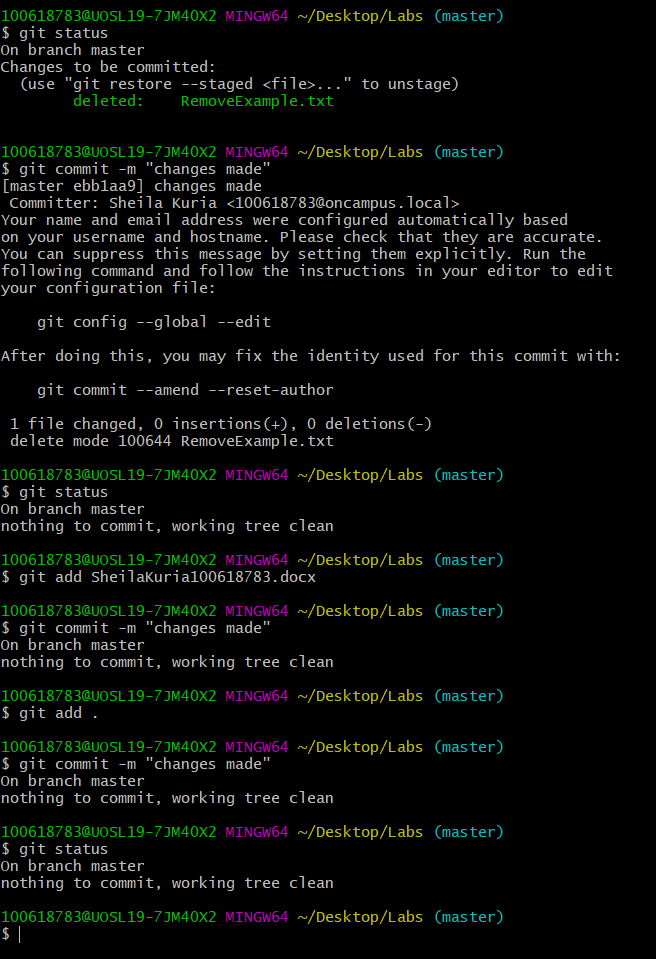 100618783@UOSL19-7JM40X2 MINGW64 ~/Desktop/Labs (master)
$ git status
On branch master
Changes to be committed:
  (use "git restore --staged <file>..." to unstage)
        deleted:    RemoveExample.txt

100618783@UOSL19-7JM40X2 MINGW64 ~/Desktop/Labs (master)
$ git commit -m "changes made"
[master ebb1aa9] changes made
 Committer: Sheila Kuria <100618783@oncampus.local>
Your name and email address were configured automatically based
on your username and hostname. Please check that they are accurate.
You can suppress this message by setting them explicitly. Run the
following command and follow the instructions in your editor to edit
your configuration file:

    git config --global --edit

After doing this, you may fix the identity used for this commit with:

    git commit --amend --reset-author

 1 file changed, 0 insertions(+), 0 deletions(-)
 delete mode 100644 RemoveExample.txt

100618783@UOSL19-7JM40X2 MINGW64 ~/Desktop/Labs (master)
$ git status
On branch master
nothing to commit, working tree clean

100618783@UOSL19-7JM40X2 MINGW64 ~/Desktop/Labs (master)
$ git add SheilaKuria100618783.docx

100618783@UOSL19-7JM40X2 MINGW64 ~/Desktop/Labs (master)
$ git commit -m "changes made"
On branch master
nothing to commit, working tree clean

100618783@UOSL19-7JM40X2 MINGW64 ~/Desktop/Labs (master)
$ git add .

100618783@UOSL19-7JM40X2 MINGW64 ~/Desktop/Labs (master)
$ git commit -m "changes made"
On branch master
nothing to commit, working tree clean

100618783@UOSL19-7JM40X2 MINGW64 ~/Desktop/Labs (master)
$ git status
On branch master
nothing to commit, working tree clean

100618783@UOSL19-7JM40X2 MINGW64 ~/Desktop/Labs (master)
$